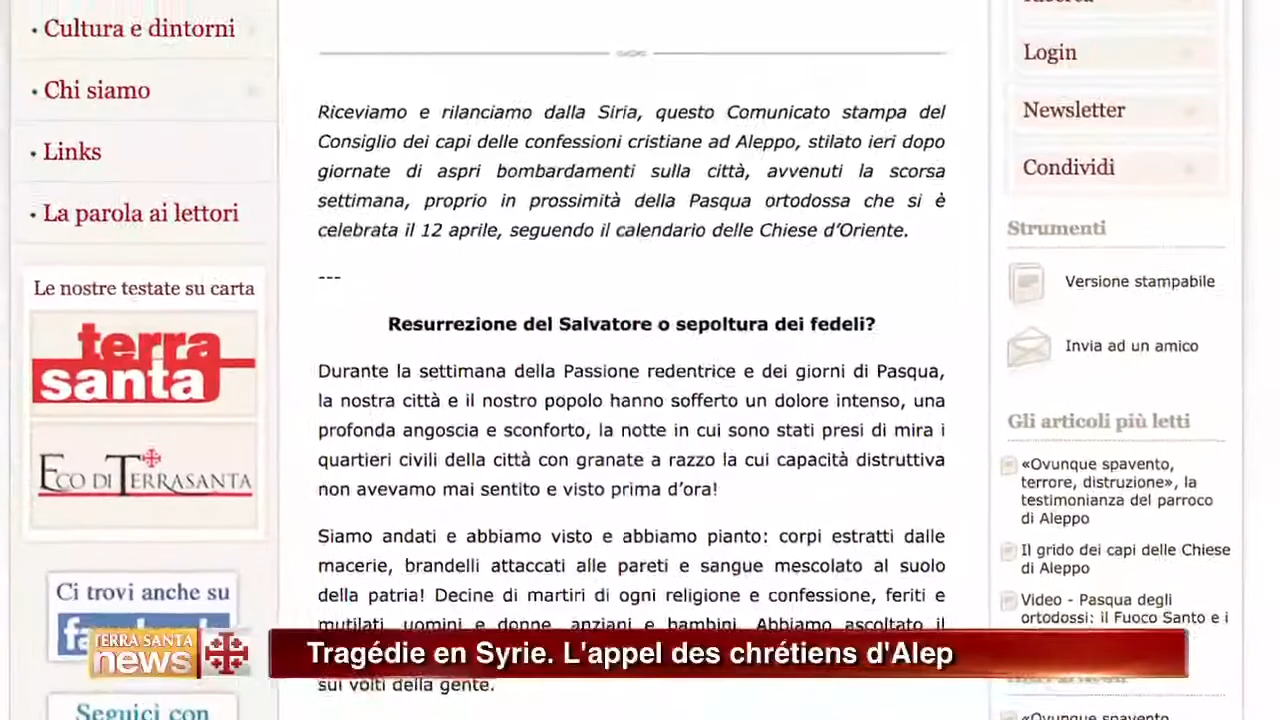 • Cultura e dintorni
• Chi siamo
• Links
• La parola ai lettori
Le nostre testate su carta
terra
santa
ECO DI TERRASANTA
Ci trovi anche su
Seguici con
Riceviamo e rilanciamo dalla Siria, questo Comunicato stampa del
Consiglio dei capi delle confessioni cristiane ad Aleppo, stilato ieri dopo
giornate di aspri bombardamenti sulla città, avvenuti la scorsa
settimana, proprio in prossimità della Pasqua ortodossa che si è
celebrata il 12 aprile, seguendo il calendario delle Chiese d'Oriente.
---
Resurrezione del Salvatore o sepoltura dei fedeli?
Durante la settimana della Passione redentrice e dei giorni di Pasqua,
la nostra città e il nostro popolo hanno sofferto un dolore intenso, una
profonda angoscia e sconforto, la notte in cui sono stati presi di mira i
quartieri civili della città con granate a razzo la cui capacità distruttiva
non avevamo mai sentito e visto prima d'ora!
Siamo andati e abbiamo visto e abbiamo pianto: corpi estratti dalle
macerie, brandelli attaccati alle pareti e sangue mescolato al suolo
della patria! Decine di martiri di ogni religione e confessione, feriti e
mutilati, uomini e donne, anziani e bambini. Abbiamo ascoltato il
sui volti della gente.
Login
Newsletter
Condividi
Strumenti
Versione stampabile
Invia ad un amico
Gli articoli più letti
«Ovunque spavento,
terrore, distruzione», la
testimonianza del parroco
di Aleppo
Il grido dei capi delle Chiese
di Aleppo
Video - Pasqua degli
ortodossi: il Fuoco Santo e i
«Ovunque spavento,
TERRA SANTA
news
Tragédie en Syrie. L'appel des chrétiens d'Alep